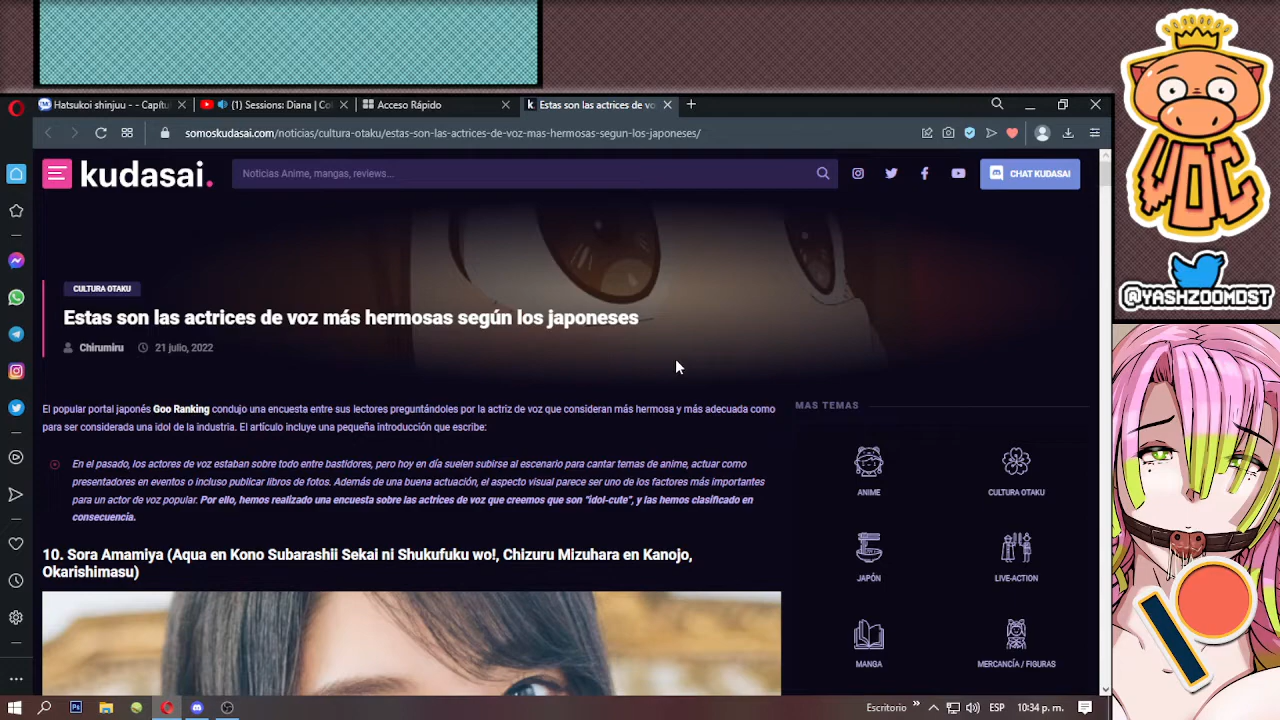 Hatsukoi shinjuu - - Capítu
(1) Sessions: Diana | Co
Acceso Rápido
Estas son las actrices de vo
somoskudasai.com/noticias/cultura-otaku/estas-son-las-actrices-de-voz-mas-hermosas-segun-los-japoneses/
kudasai.
Noticias Anime, mangas, reviews...
CHAT KUDASAI
CULTURA OTAKU
Estas son las actrices de voz más hermosas según los japoneses
Chirumiru
21 julio, 2022
El popular portal japonés Goo Ranking condujo una encuesta entre sus lectores preguntándoles por la actriz de voz que consideran más hermosa y más adecuada como
para ser considerada una idol de la industria. El artículo incluye una pequeña introducción que escribe:
En el pasado, los actores de voz estaban sobre todo entre bastidores, pero hoy en día suelen subirse al escenario para cantar temas de anime, actuar como
presentadores en eventos o incluso publicar libros de fotos. Además de una buena actuación, el aspecto visual parece ser uno de los factores más importantes
para un actor de voz popular. Por ello, hemos realizado una encuesta sobre las actrices de voz que creemos que son “idol-cute”, y las hemos clasificado en
consecuencia.
10. Sora Amamiya (Aqua en Kono Subarashii Sekai ni Shukufuku wo!, Chizuru Mizuhara en Kanojo,
Okarishimasu)
MAS TEMAS
ANIME
CULTURA OTAKU
JAPÓN
LIVE-ACTION
MANGA
MERCANCÍA / FIGURAS
WOC
@YASHZOOMDST
Escritorio
ESP
10:34 p. m.